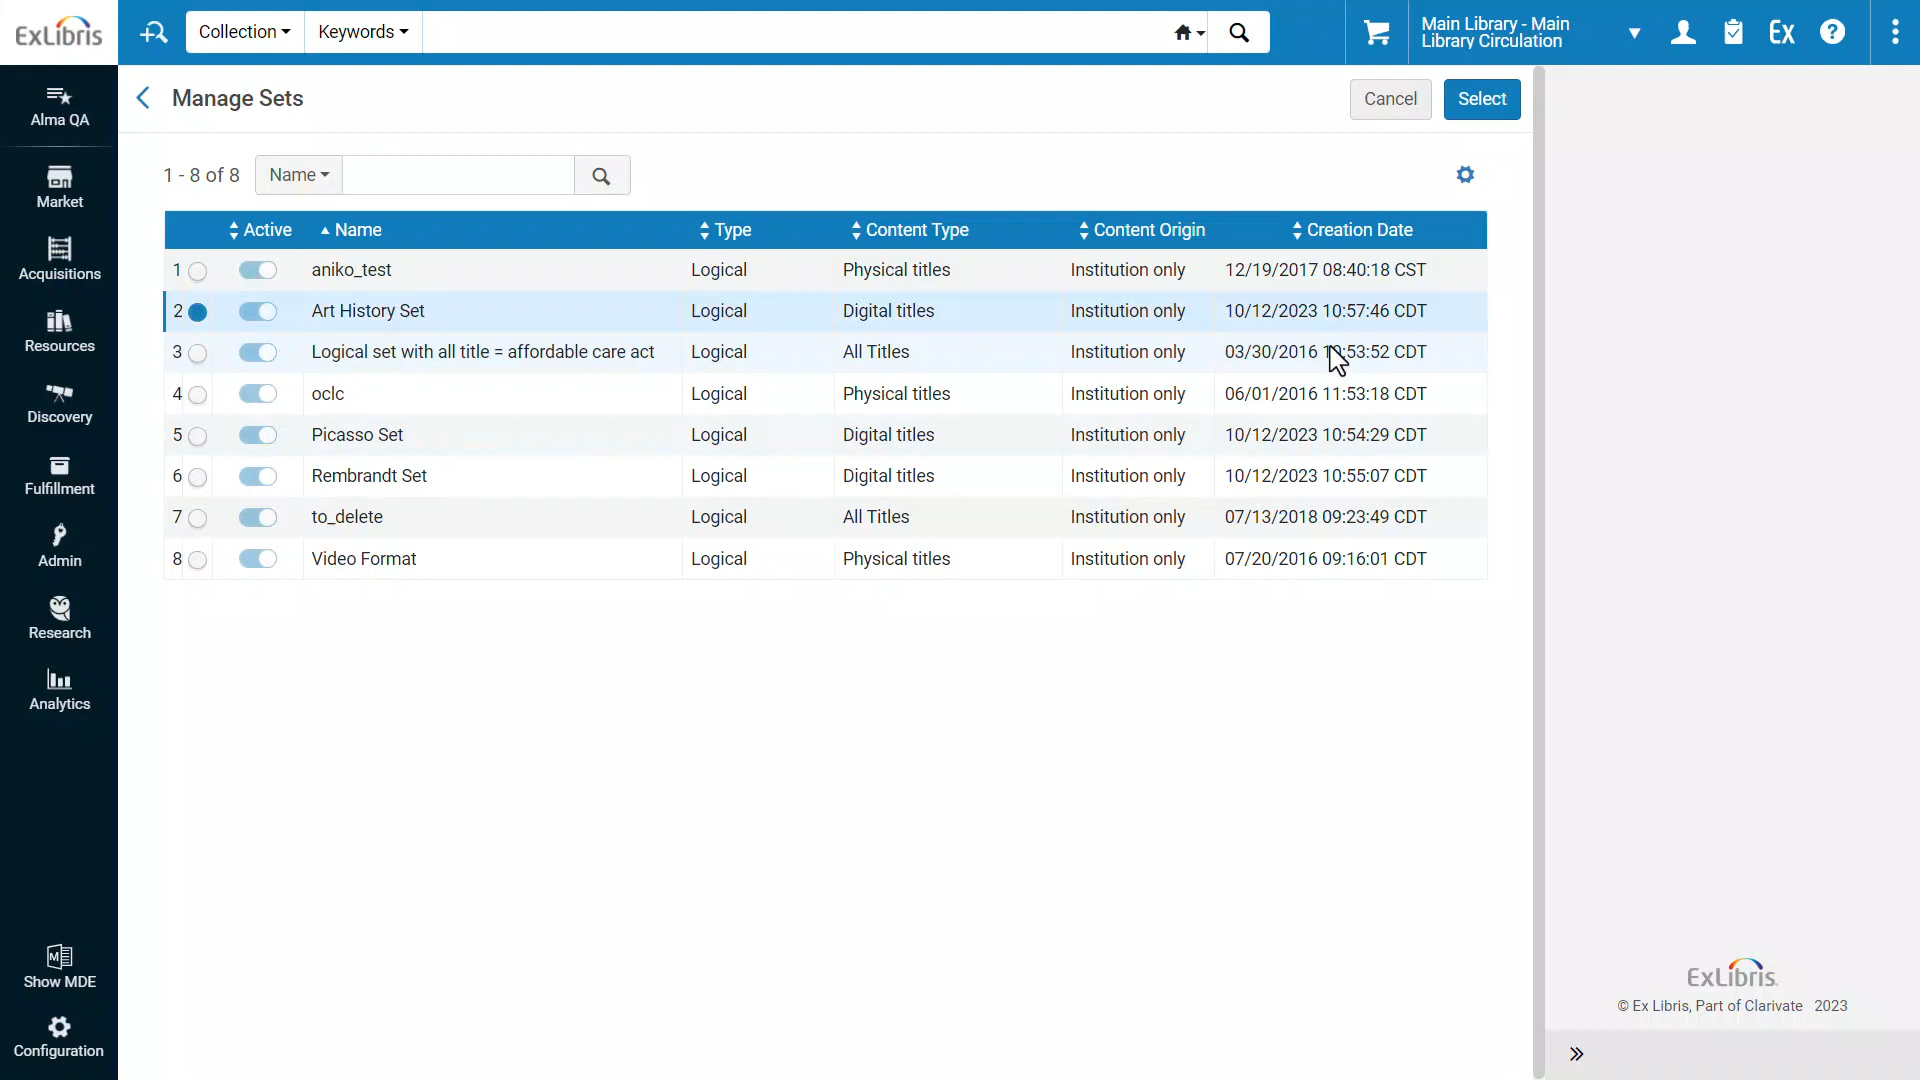 ExLibris
Collection
Keywords
Main Library - Main
Library Circulation
Ex
?
Alma QA
Market
Acquisitions
Resources
Discovery
Fulfillment
Admin
Research
Analytics
Show MDE
Configuration
Manage Sets
Cancel
Select
1 - 8 of 8
Name
Active Name Type Content Type Content Origin Creation Date
1 aniko_test Logical Physical titles Institution only 12/19/2017 08:40:18 CST
2 Art History Set Logical Digital titles Institution only 10/12/2023 10:57:46 CDT
3 Logical set with all title = affordable care act Logical All Titles Institution only 03/30/2016 :53:52 CDT
4 oclc Logical Physical titles Institution only 06/01/2016 11:53:18 CDT
5 Picasso Set Logical Digital titles Institution only 10/12/2023 10:54:29 CDT
6 Rembrandt Set Logical Digital titles Institution only 10/12/2023 10:55:07 CDT
7 to_delete Logical All Titles Institution only 07/13/2018 09:23:49 CDT
8 Video Format Logical Physical titles Institution only 07/20/2016 09:16:01 CDT
ExLibris
© Ex Libris, Part of Clarivate 2023